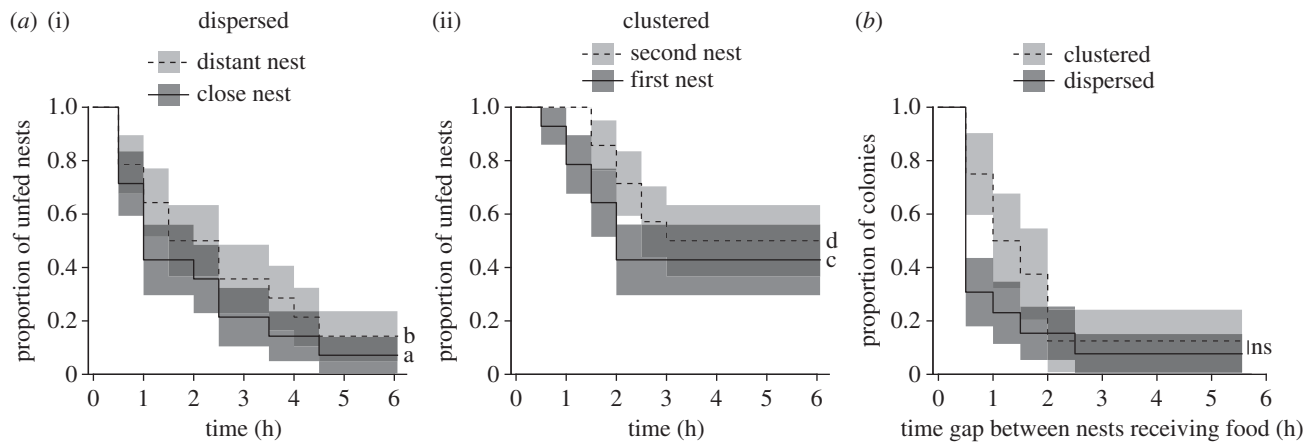 (a) (i) dispersed
distant nest
close nest
proportion of unfed nests
1.0
0.8
0.6
0.4
0.2
0
b
a
0 1 2 3 4 5 6
time (h)
(ii) clustered
second nest
first nest
proportion of unfed nests
1.0
0.8
0.6
0.4
0.2
0
d
c
0 1 2 3 4 5 6
time (h)
(b)
clustered
dispersed
proportion of colonies
1.0
0.8
0.6
0.4
0.2
0
ns
0 1 2 3 4 5 6
time gap between nests receiving food (h)